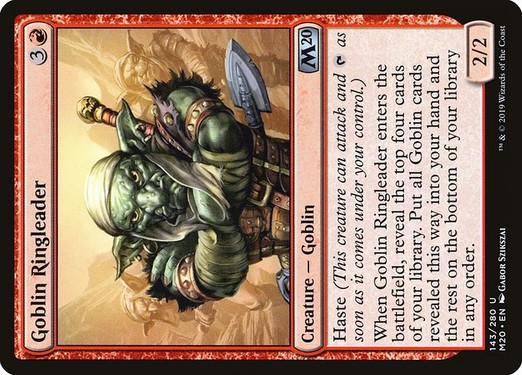 Goblin Ringleader
3
M20
Creature — Goblin
Haste (This creature can attack and as
soon as it comes under your control.)
When Goblin Ringleader enters the
battlefield, reveal the top four cards
of your library. Put all Goblin cards
revealed this way into your hand and
the rest on the bottom of your library
in any order.
2/2
143/280 U
M20 • EN GABOR SZIKSZAI
™ & © 2019 Wizards of the Coast